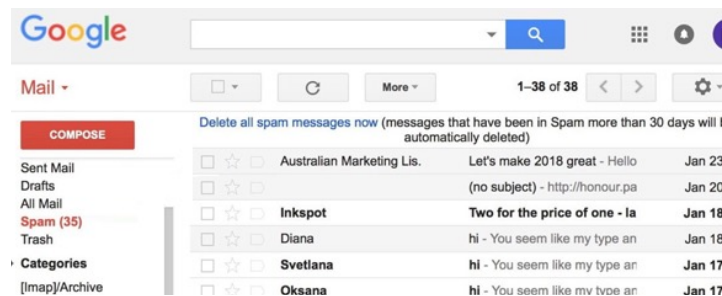 Google
Mail
More
1–38 of 38
COMPOSE
Delete all spam messages now (messages that have been in Spam more than 30 days will
automatically deleted)
Sent Mail
Drafts
All Mail
Spam (35)
Trash
Categories
[Imap]/Archive
Australian Marketing Lis. Let's make 2018 great - Hello Jan 23
(no subject) - http://honour.pa Jan 20
Inkspot Two for the price of one - la Jan 18
Diana hi - You seem like my type an Jan 18
Svetlana hi - You seem like my type an Jan 17
Oksana hi - You seem like my type an Jan 17